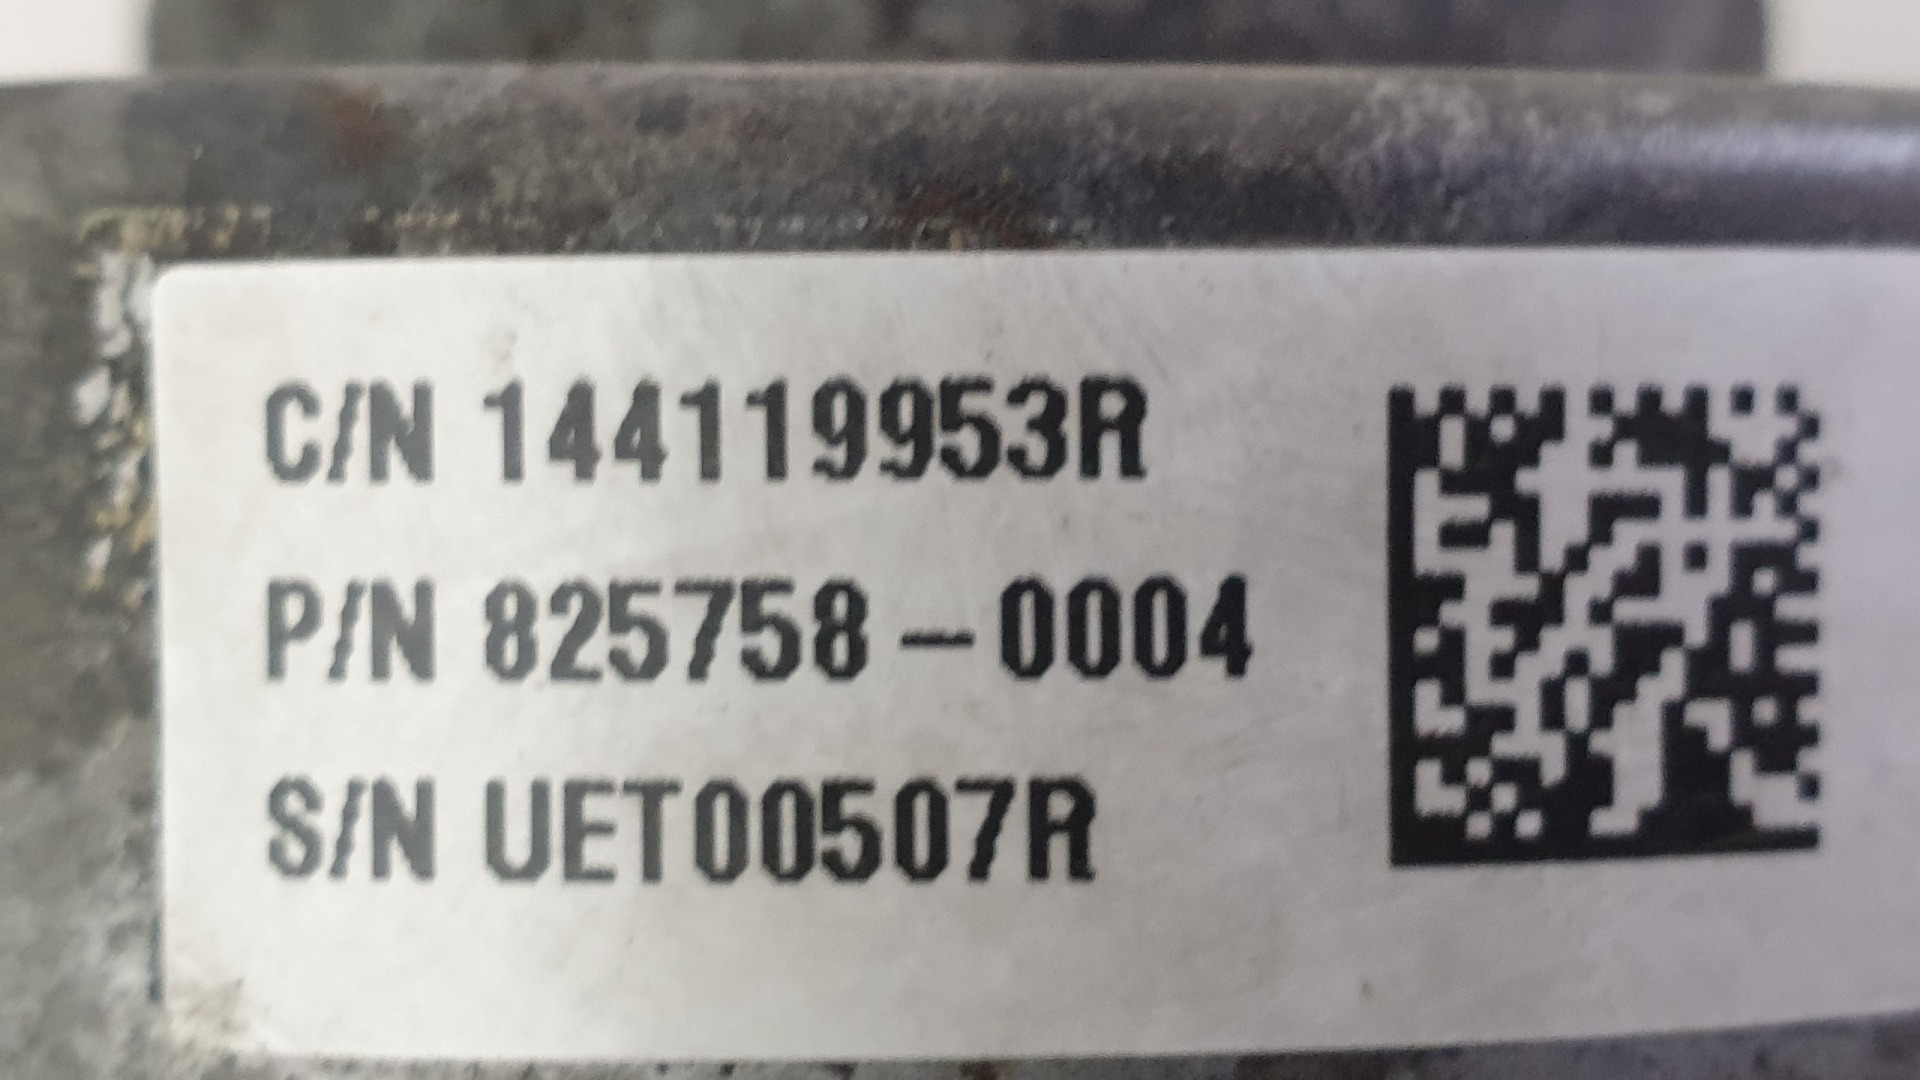 C/N 144119953R
P/N 825758-0004
S/N UET00507R